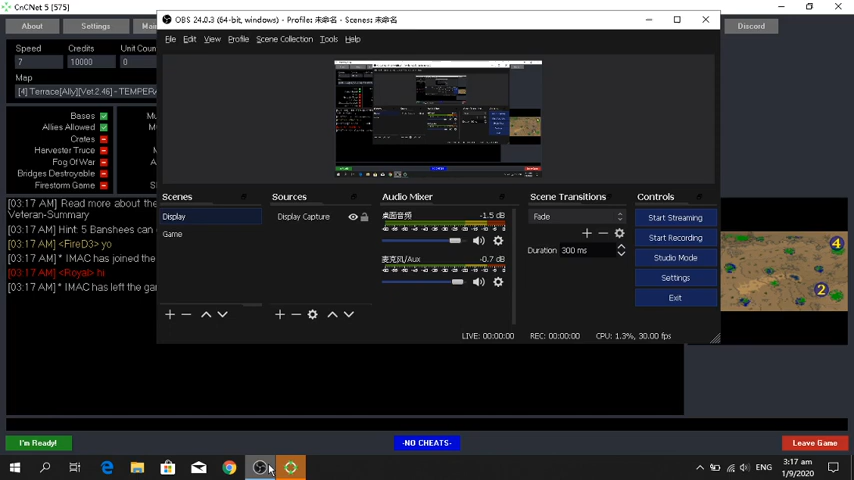 CnCNet 5 [575]
About
Settings
Discord
Speed
Credits
Unit Count
7
10000
0
Map
[4] Terrace[Ally][Vet 2.46] - TEMPERA
Bases
Allies Allowed
Crates
Harvester Truce
Fog Of War
Bridges Destroyable
Firestorm Game
[03:17 AM] Read more about the
Veteran-Summary
[03:17 AM] Hint: 5 Banshees can
[03:17 AM] <FireD3> yo
[03:17 AM] * IMAC has joined the
[03:17 AM] <Royal> hi
[03:17 AM] * IMAC has left the ga
OBS 24.0.3 (64-bit, windows) - Profile: 未命名 - Scenes: 未命名
File Edit View Profile Scene Collection Tools Help
Scenes
Display
Game
Sources
Display Capture
Audio Mixer
桌面音频 -1.5 dB
麦克风/Aux -0.7 dB
Scene Transitions
Fade
Duration 300 ms
Controls
Start Streaming
Start Recording
Studio Mode
Settings
Exit
LIVE: 00:00:00 REC: 00:00:00 CPU: 1.3%, 30.00 fps
4
2
I'm Ready!
-NO CHEATS-
Leave Game
ENG
3:17 am
1/9/2020